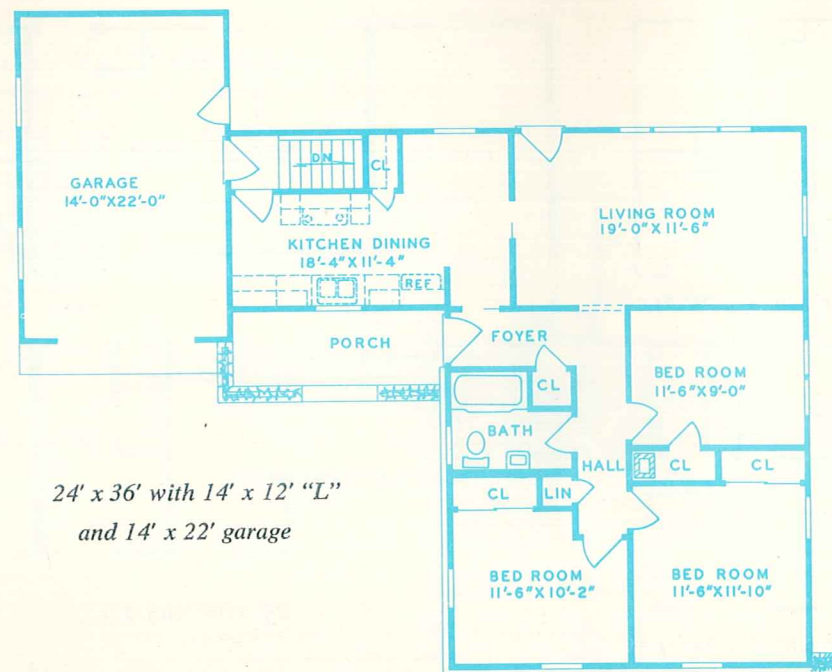 GARAGE
14'-0"X22'-0"
DN
CL
KITCHEN DINING
18'-4"X11'-4"
REF
LIVING ROOM
19'-0"X11'-6"
PORCH
FOYER
CL
BATH
BED ROOM
11'-6"X9'-0"
HALL
CL
CL
CL
LIN
BED ROOM
11'-6"X10'-2"
BED ROOM
11'-6"X11'-10"
24' x 36' with 14' x 12' “L”
and 14' x 22' garage